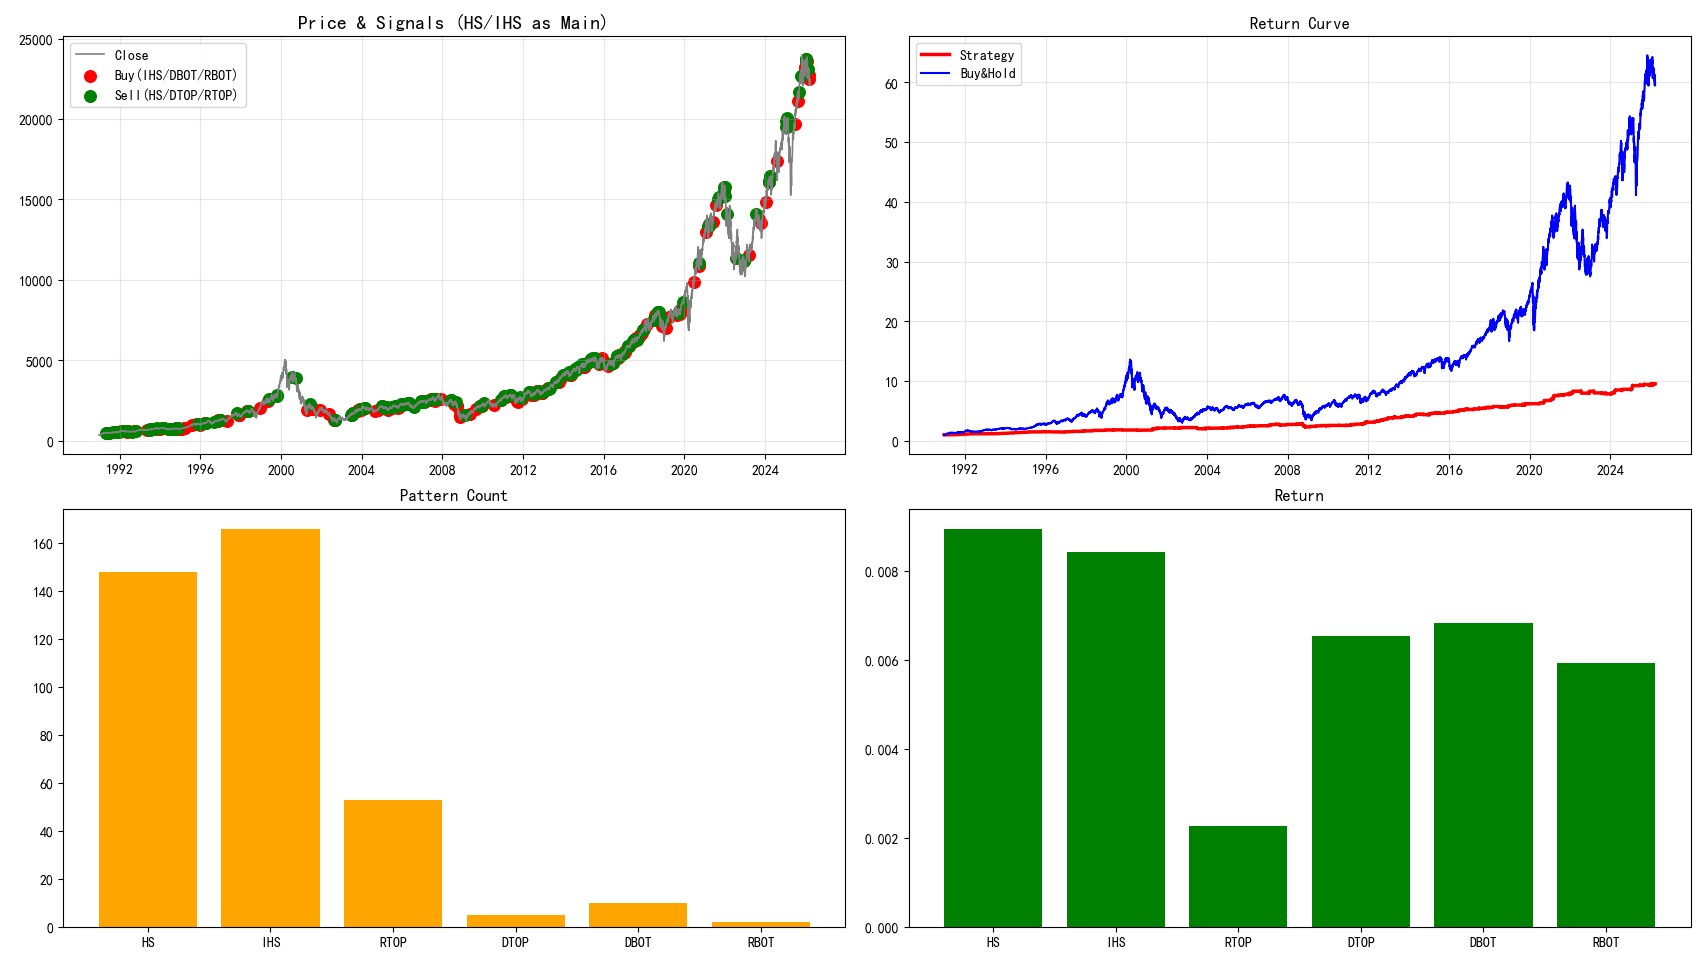 Price & Signals (HS/IHS as Main)
25000
20000
15000
10000
5000
0
Close
Buy(IHS/DBOT/RBOT)
Sell(HS/DTOP/RTOP)
1992 1996 2000 2004 2008 2012 2016 2020 2024
Return Curve
60
50
40
30
20
10
0
Strategy
Buy&Hold
1992 1996 2000 2004 2008 2012 2016 2020 2024
Pattern Count
160
140
120
100
80
60
40
20
0
HS IHS RTOP DTOP DBOT RBOT
Return
0.008
0.006
0.004
0.002
0.000
HS IHS RTOP DTOP DBOT RBOT